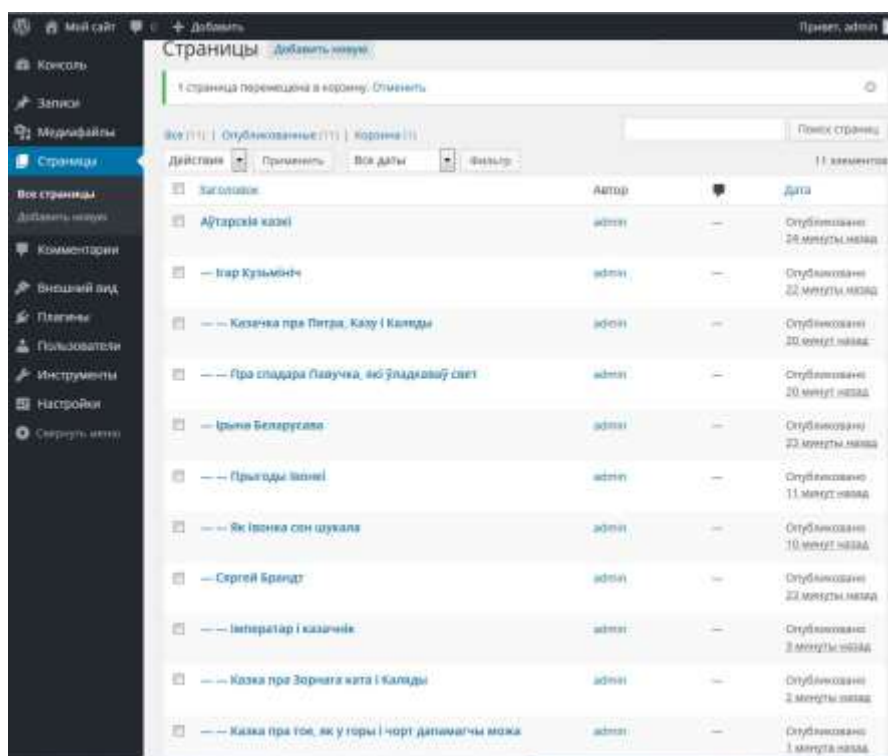 Мой сайт 0 + Добавить Привет, admin
Консоль
Записи
Медиафайлы
Страницы
Все страницы
Добавить новую
Комментарии
Внешний вид
Плагины
Пользователи
Инструменты
Настройки
Свернуть меню
Страницы Добавить новую
1 страница перемещена в корзину. Отменить
Все (11) | Опубликованные (11) | Корзина (1)
Поиск страниц
Действия Применить Все даты Фильтр 11 элементов
Заголовок Автор Дата
Аўтарскія казкі admin — Опубликовано
24 минуты назад
— Ігар Кузьмініч admin — Опубликовано
22 минуты назад
— — Казачка пра Пятра, Казу і Каляды admin — Опубликовано
20 минут назад
— — Пра спадара Павучка, які ўладкаваў свет admin — Опубликовано
20 минут назад
— Ірына Беларусава admin — Опубликовано
23 минуты назад
— — Прыгоды Івонкі admin — Опубликовано
11 минут назад
— — Як Івонка сон шукала admin — Опубликовано
10 минут назад
— Сяргей Брандт admin — Опубликовано
23 минуты назад
— — Імператар і казачнік admin — Опубликовано
3 минуты назад
— — Казка пра Зорнага ката і Каляды admin — Опубликовано
2 минуты назад
— — Казка пра тое, як у горы і чорт дапамагчы можа admin — Опубликовано
1 минута назад